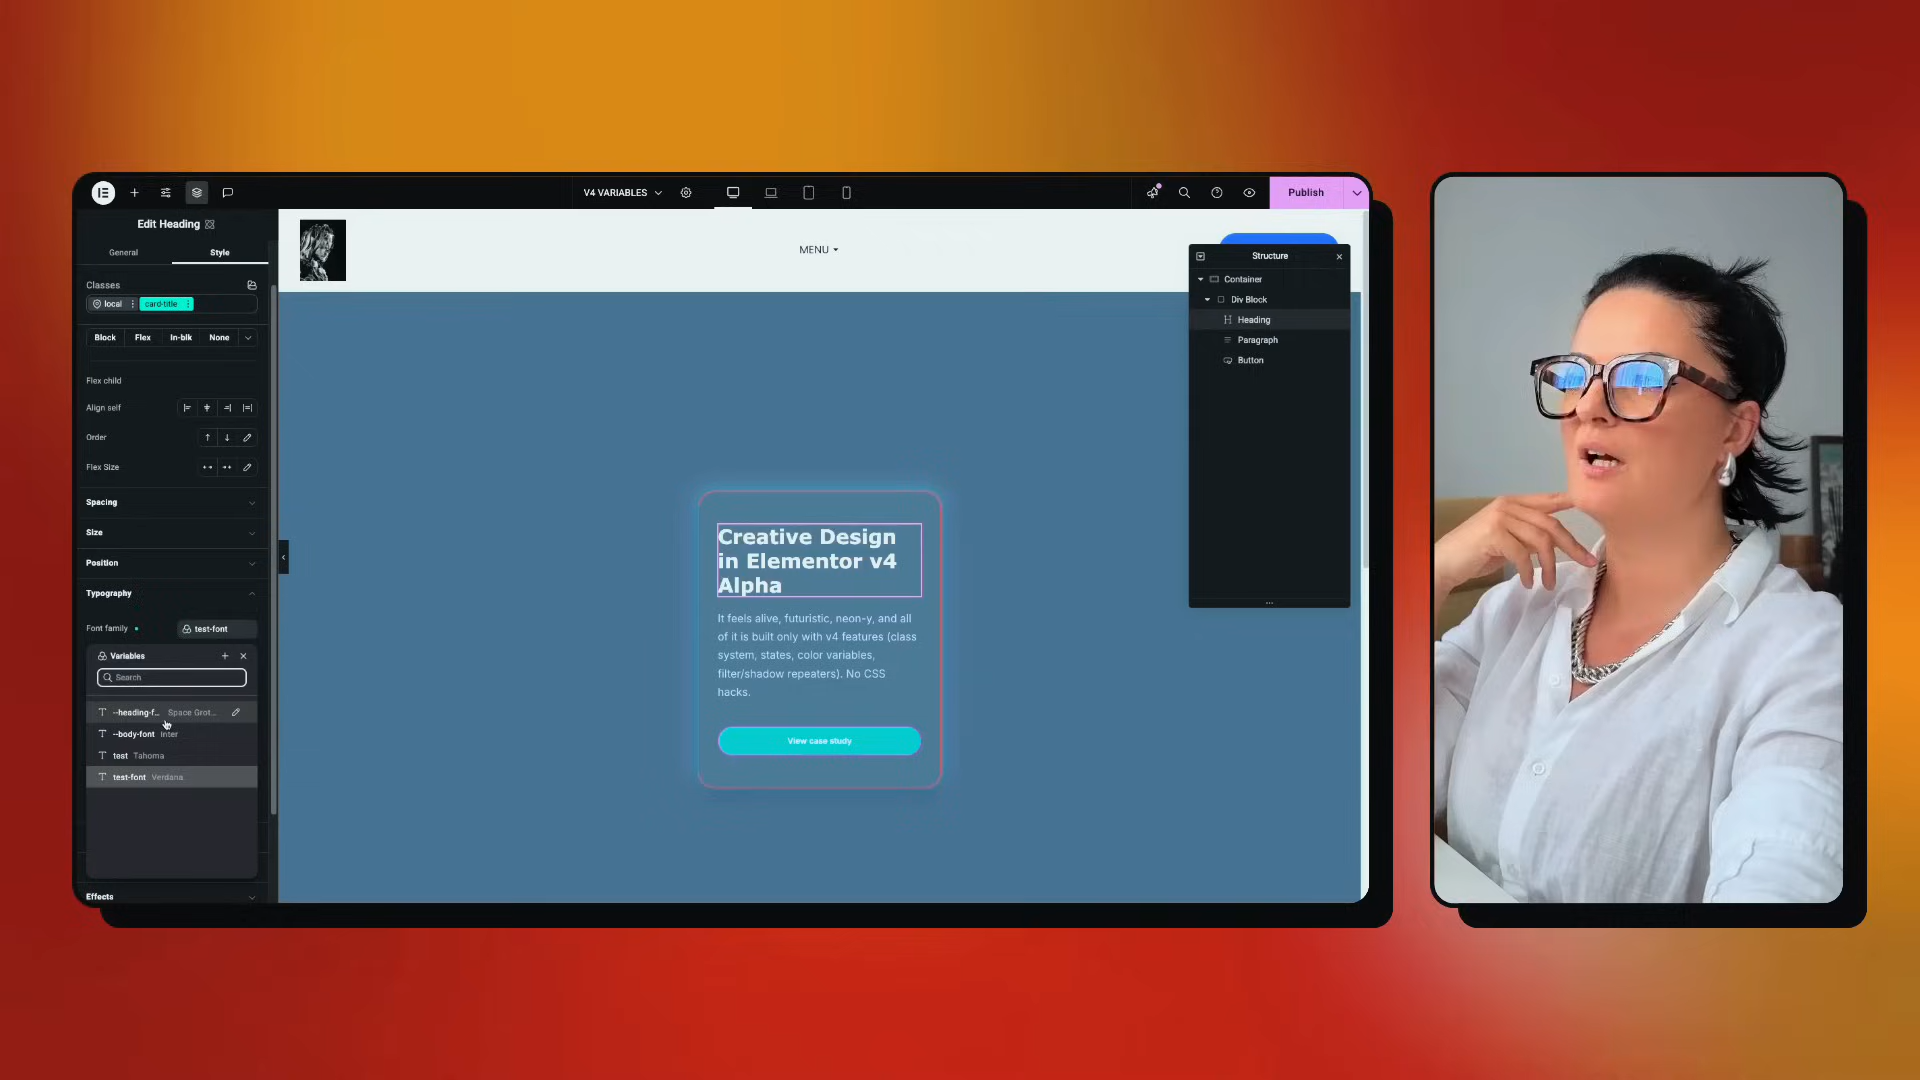 V4 VARIABLES
Publish
Edit Heading
General
Style
Classes
local
card-title
Block
Flex
In-blk
None
Flex child
Align self
Order
Flex Size
Spacing
Size
Position
Typography
Font family
test-font
Variables
Search
--heading-f... Space Grot...
--body-font Inter
test Tahoma
test-font Verdana
Effects
MENU
Structure
Container
Div Block
Heading
Paragraph
Button
Creative Design
in Elementor v4
Alpha
It feels alive, futuristic, neon-y, and all
of it is built only with v4 features (class
system, states, color variables,
filter/shadow repeaters). No CSS
hacks.
View case study